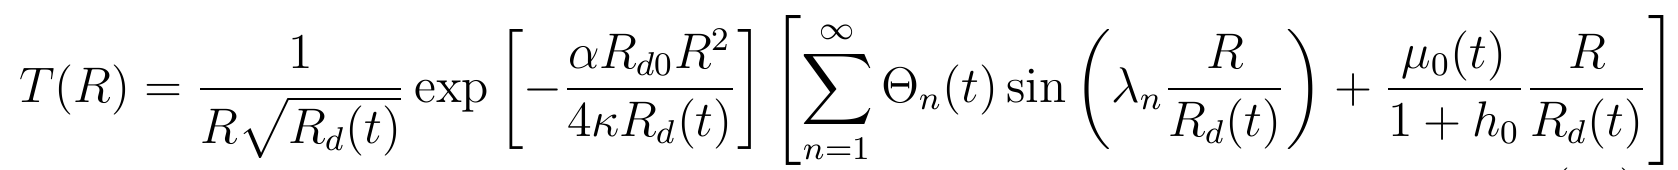 T(R) = \frac{1}{R\sqrt{R_d(t)}} \exp\left[-\frac{\alpha R_{d0} R^2}{4\kappa R_d(t)}\right] \left[\sum_{n=1}^{\infty} \Theta_n(t) \sin\left(\lambda_n \frac{R}{R_d(t)}\right) + \frac{\mu_0(t)}{1 + h_0} \frac{R}{R_d(t)}\right]